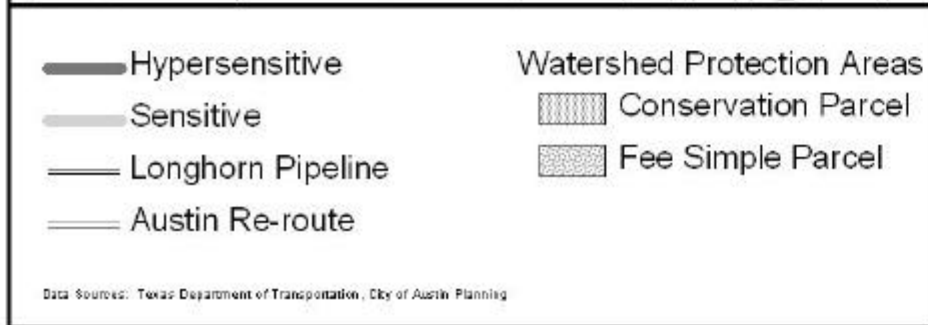 Hypersensitive
Sensitive
Longhorn Pipeline
Austin Re-route
Watershed Protection Areas
Conservation Parcel
Fee Simple Parcel
Data Sources: Texas Department of Transportation, City of Austin Planning